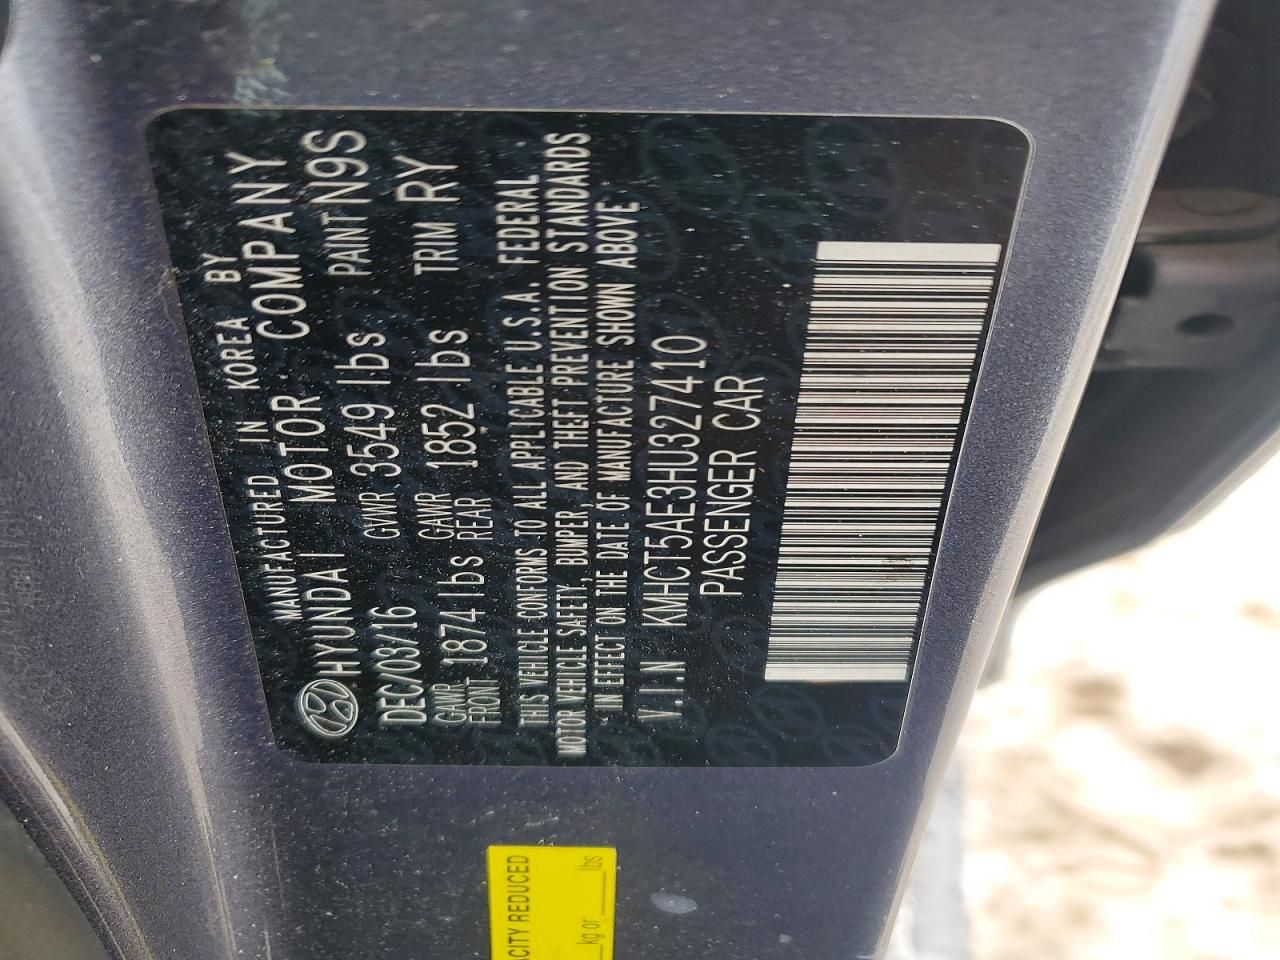 MANUFACTURED IN KOREA BY
HYUNDAI MOTOR COMPANY
DEC/03/16 GVWR 3549 lbs PAINT N9S
GAWR FRONT 1874 lbs GAWR REAR 1852 lbs TRIM RY
THIS VEHICLE CONFORMS TO ALL APPLICABLE U.S.A. FEDERAL
MOTOR VEHICLE SAFETY, BUMPER, AND THEFT PREVENTION STANDARDS
IN EFFECT ON THE DATE OF MANUFACTURE SHOWN ABOVE
V.I.N KMHCT5AE3HU327410
PASSENGER CAR
ACITY REDUCED
kg or ____ lbs